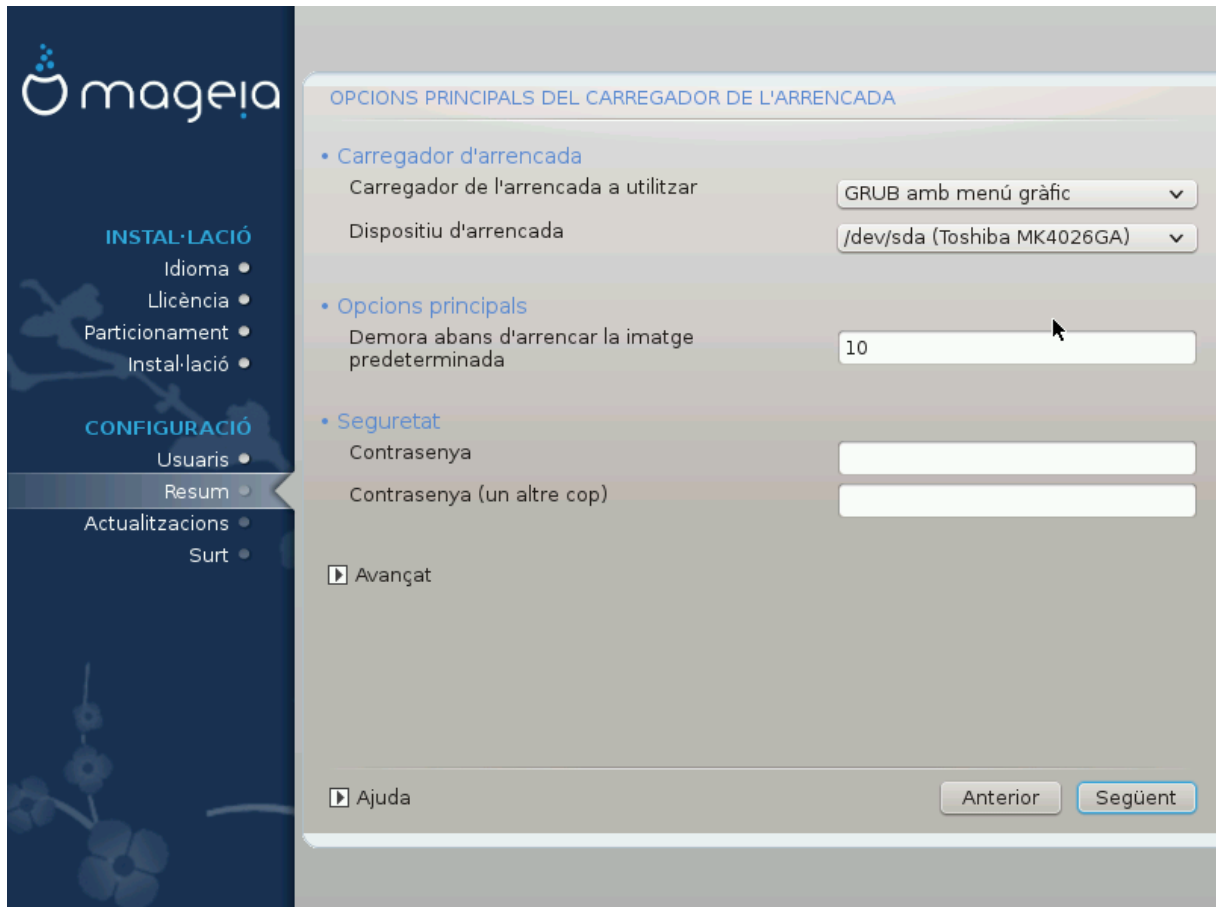 mageia
INSTAL·LACIÓ
Idioma
Llicència
Particionament
Instal·lació
CONFIGURACIÓ
Usuaris
Resum
Actualitzacions
Surt
OPCIONS PRINCIPALS DEL CARREGADOR DE L'ARRENCADA
• Carregador d'arrencada
Carregador de l'arrencada a utilitzar
GRUB amb menú gràfic
Dispositiu d'arrencada
/dev/sda (Toshiba MK4026GA)
• Opcions principals
Demora abans d'arrencar la imatge
predeterminada
10
• Seguretat
Contrasenya
Contrasenya (un altre cop)
Avançat
Ajuda
Anterior
Següent